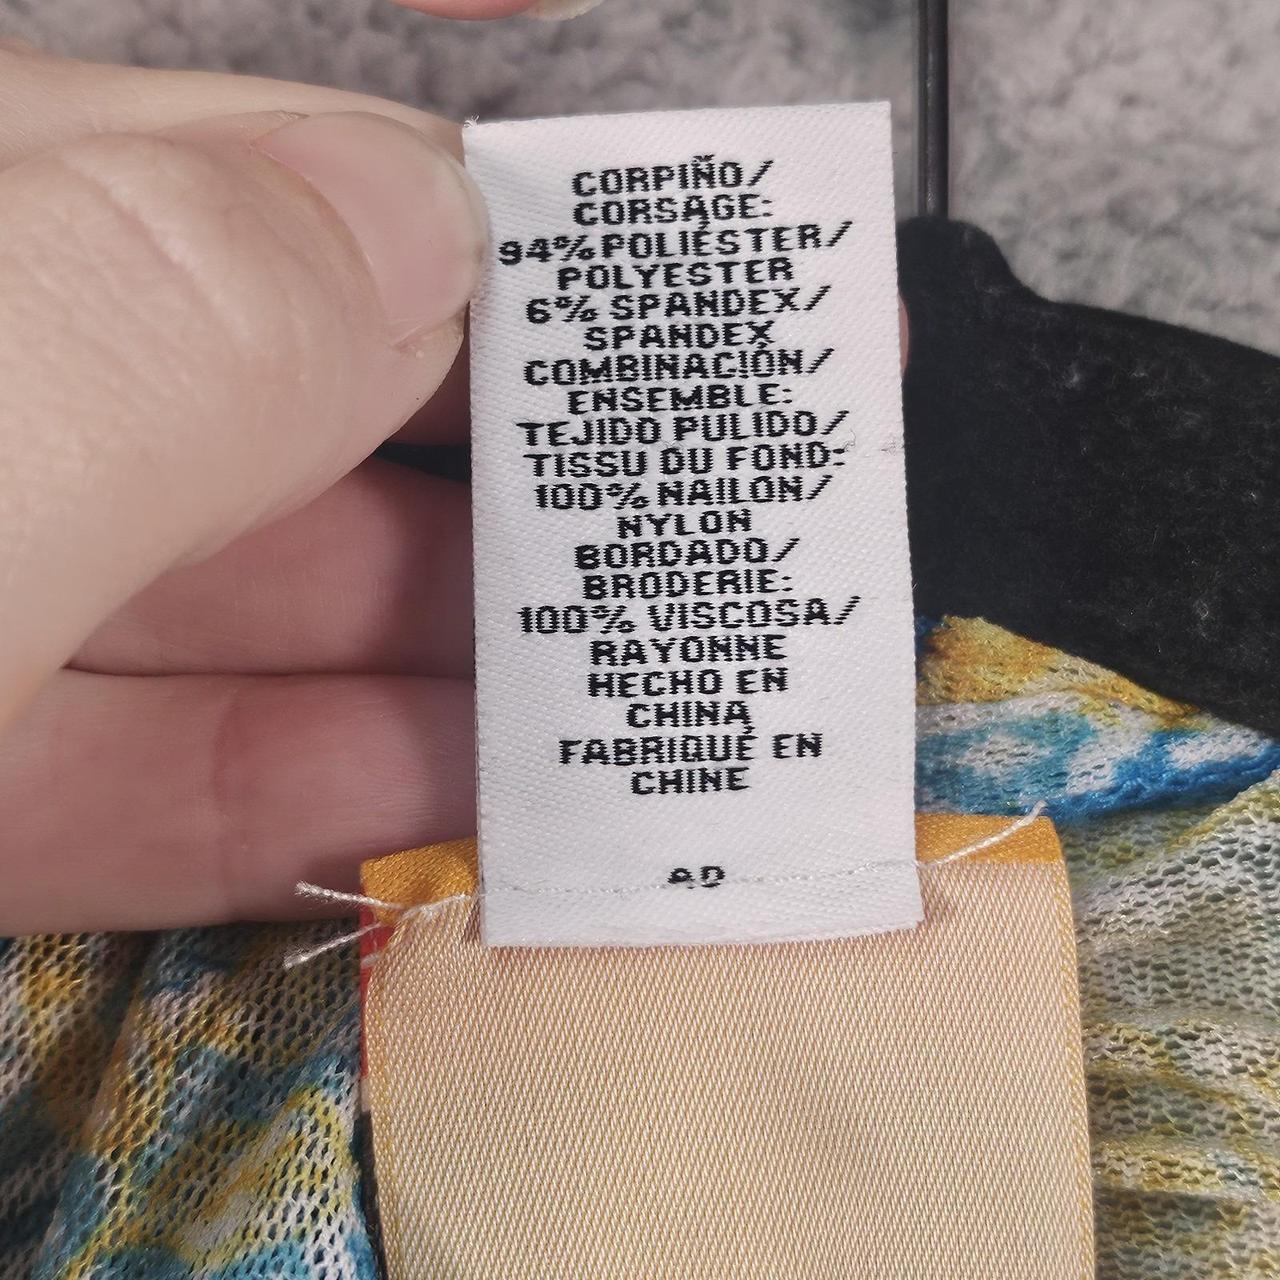 CORPIÑO/
CORSAGE:
94% POLIÉSTER/
POLYESTER
6% SPANDEX/
SPANDEX
COMBINACIÓN/
ENSEMBLE:
TEJIDO PULIDO/
TISSU DU FOND:
100% NAILON/
NYLON
BORDADO/
BRODERIE:
100% VISCOSA/
RAYONNE
HECHO EN
CHINA
FABRIQUÉ EN
CHINE